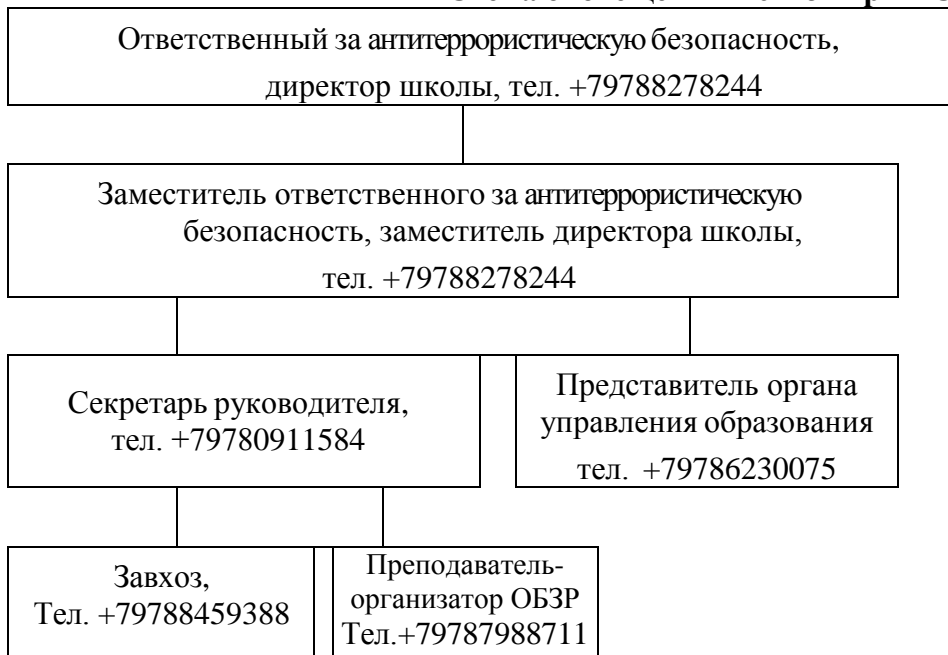 Ответственный за антитеррористическую безопасность,
директор школы, тел. +79788278244
Заместитель ответственного за антитеррористическую
безопасность, заместитель директора школы,
тел. +79788278244
Секретарь руководителя,
тел. +79780911584
Представитель органа
управления образования
тел. +79786230075
Завхоз,
Тел. +79788459388
Преподаватель-
организатор ОБЗР
Тел.+79787988711